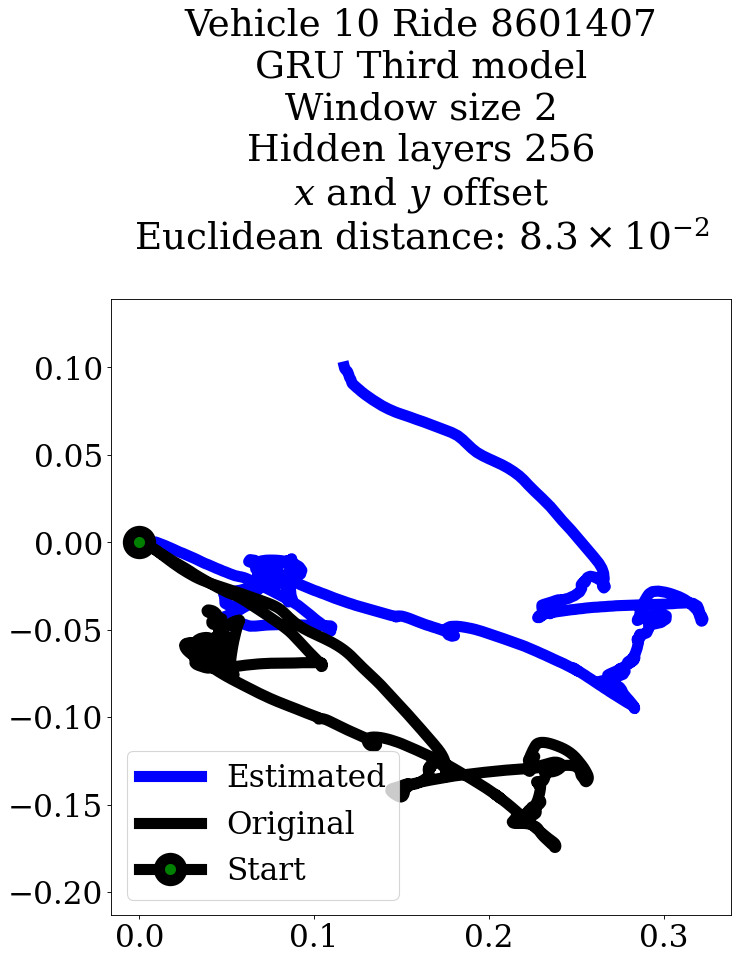 Vehicle 10 Ride 8601407
GRU Third model
Window size 2
Hidden layers 256
x and y offset
Euclidean distance: 8.3 × 10⁻²
0.10
0.05
0.00
−0.05
−0.10
−0.15
−0.20
Estimated
Original
Start
0.0 0.1 0.2 0.3